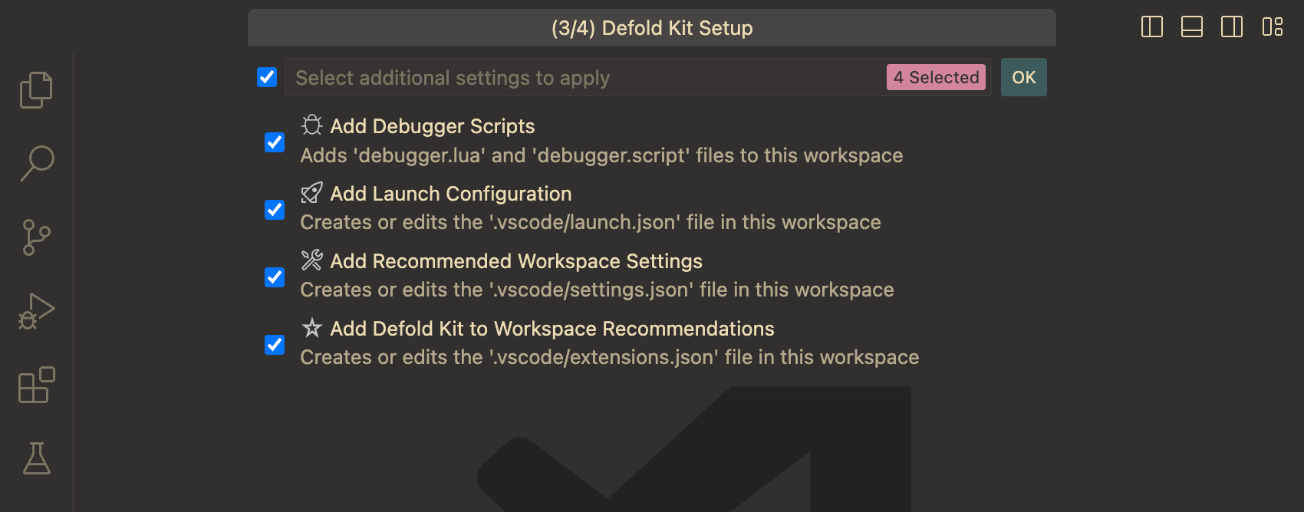 (3/4) Defold Kit Setup
Select additional settings to apply
4 Selected
OK
Add Debugger Scripts
Adds 'debugger.lua' and 'debugger.script' files to this workspace
Add Launch Configuration
Creates or edits the '.vscode/launch.json' file in this workspace
Add Recommended Workspace Settings
Creates or edits the '.vscode/settings.json' file in this workspace
Add Defold Kit to Workspace Recommendations
Creates or edits the '.vscode/extensions.json' file in this workspace